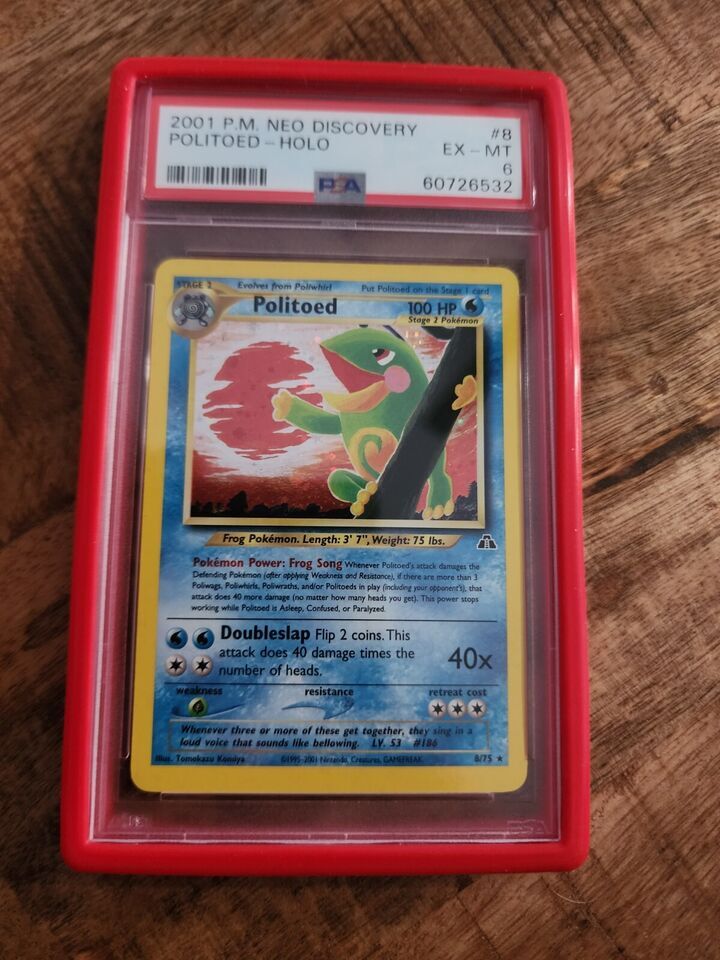 2001 P.M. NEO DISCOVERY #8
POLITOED - HOLO EX - MT
6
PSA 60726532
STAGE 2 Evolves from Poliwhirl Put Politoed on the Stage 1 card
Politoed 100 HP
Stage 2 Pokémon
Frog Pokémon. Length: 3' 7", Weight: 75 lbs.
Pokémon Power: Frog Song Whenever Politoed's attack damages the
Defending Pokémon (after applying Weakness and Resistance), if there are more than 3
Poliwags, Poliwhirls, Poliwraths, and/or Politoeds in play (including your opponent's), that
attack does 40 more damage (no matter how many heads you get). This power stops
working while Politoed is Asleep, Confused, or Paralyzed.
Doubleslap Flip 2 coins. This
attack does 40 damage times the
number of heads.
40x
weakness resistance retreat cost
Whenever three or more of these get together, they sing in a
loud voice that sounds like bellowing. LV. 53 #186
Illus. Tomokazu Komiya ©1995-2001 Nintendo, Creatures, GAMEFREAK. 8/75 ★